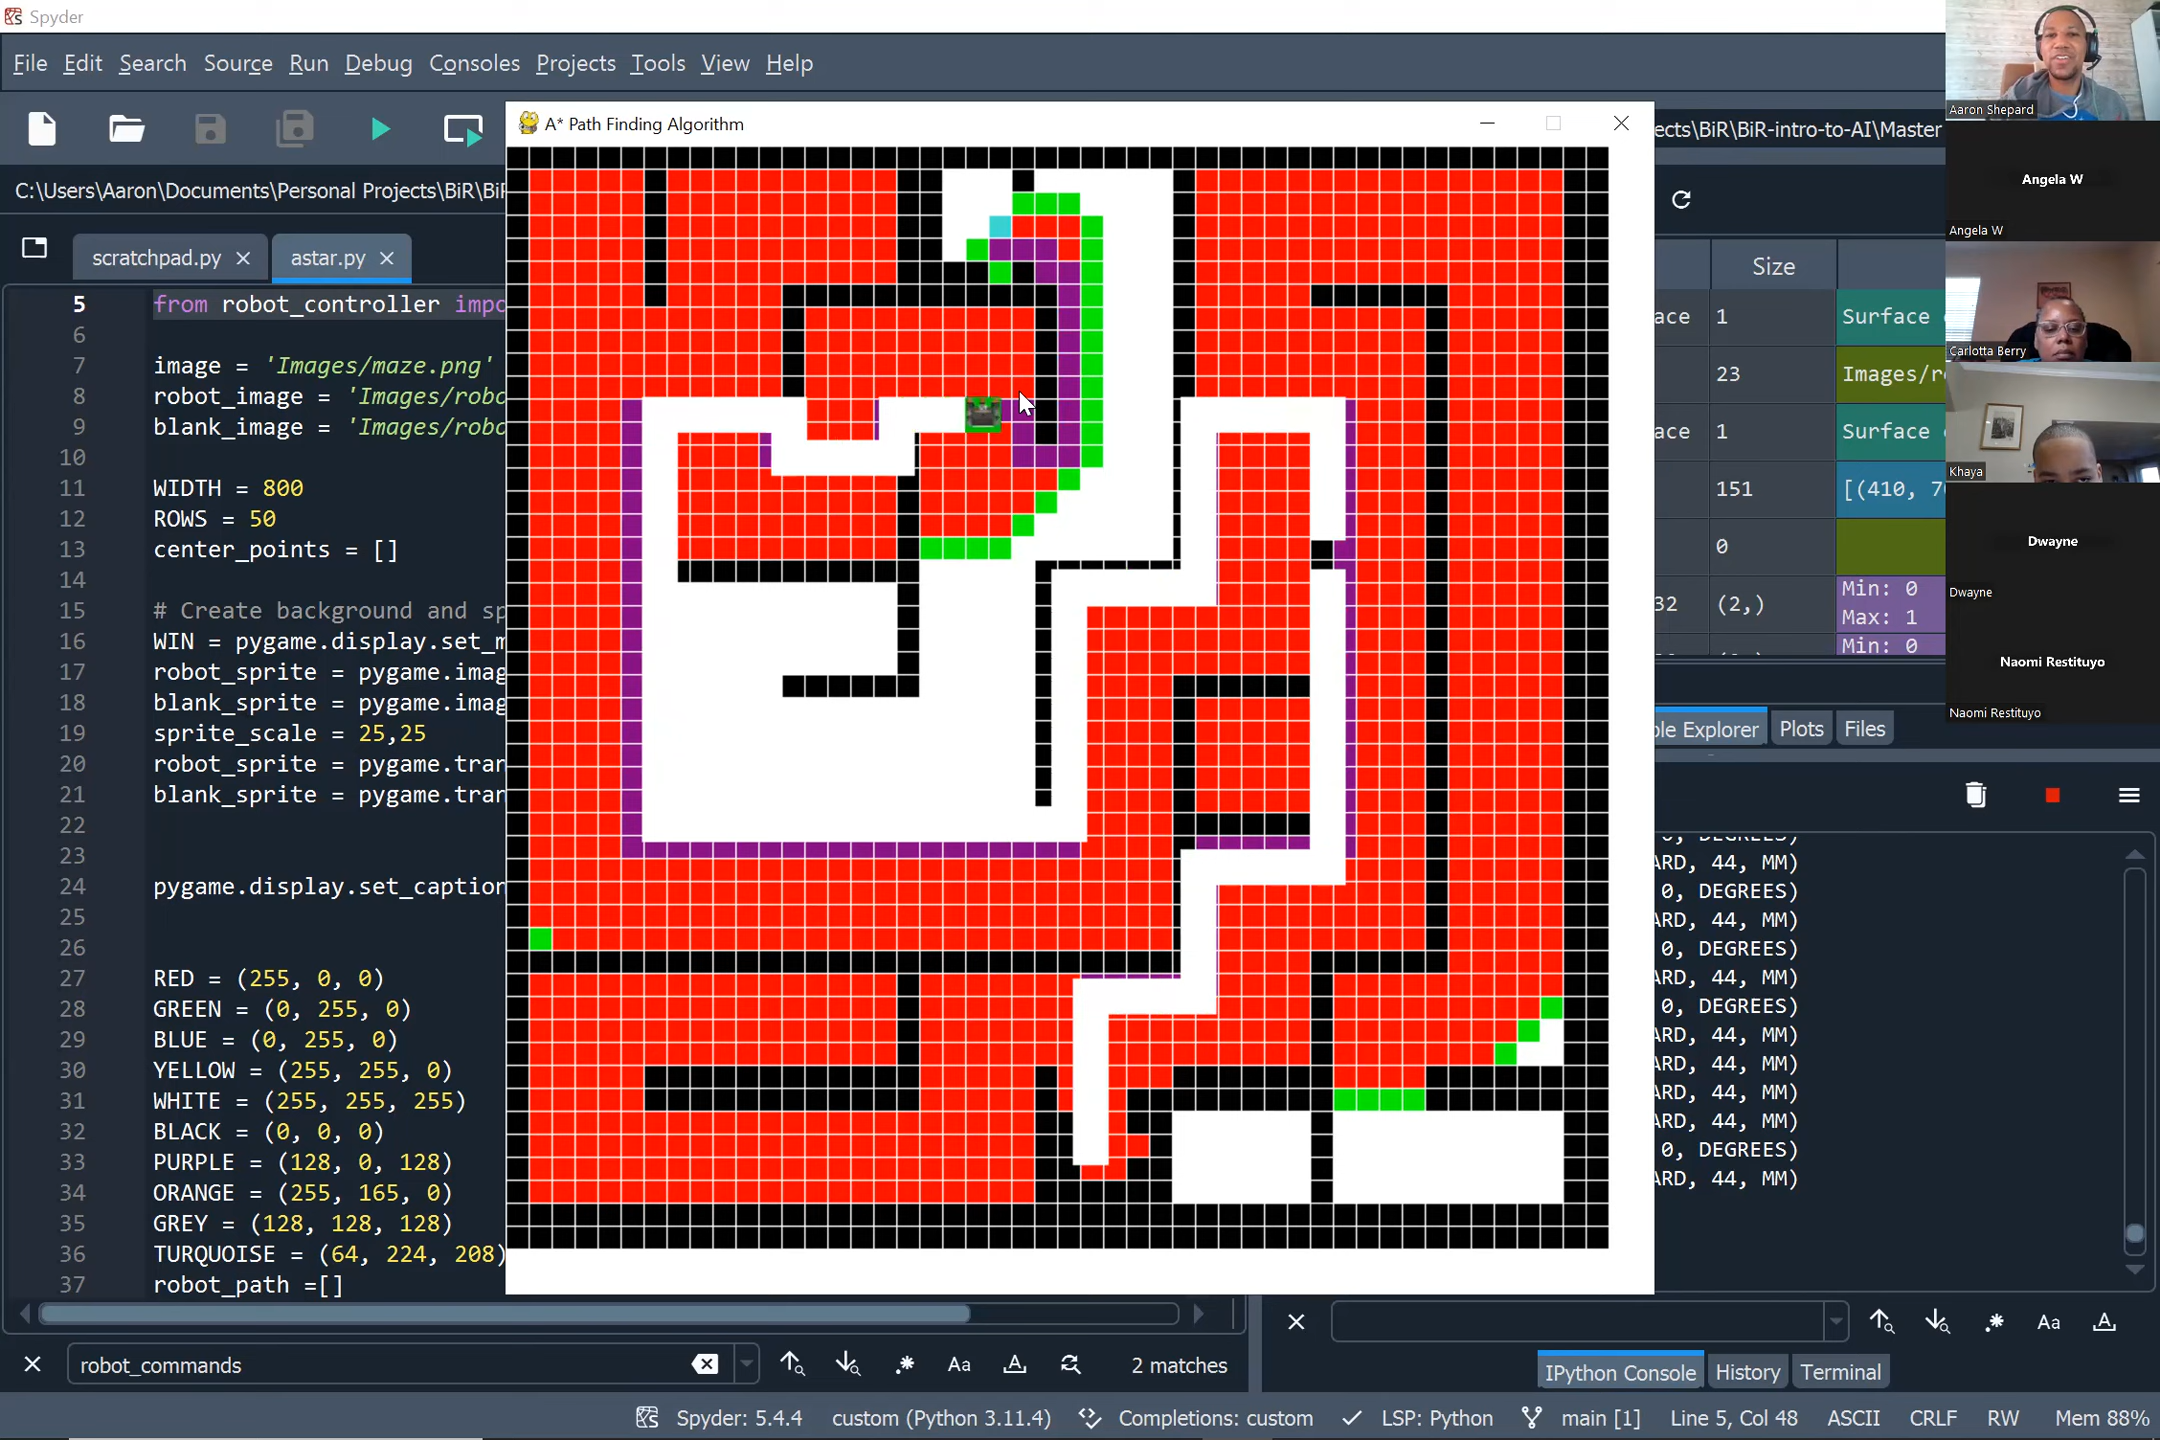 Spyder
File Edit Search Source Run Debug Consoles Projects Tools View Help
A* Path Finding Algorithm
ects\BiR\BiR-intro-to-AI\Master
C:\Users\Aaron\Documents\Personal Projects\BiR\BiF
scratchpad.py
astar.py
5 from robot_controller impo
6
7 image = 'Images/maze.png'
8 robot_image = 'Images/robo
9 blank_image = 'Images/robo
10
11 WIDTH = 800
12 ROWS = 50
13 center_points = []
14
15 # Create background and sp
16 WIN = pygame.display.set_m
17 robot_sprite = pygame.imag
18 blank_sprite = pygame.imag
19 sprite_scale = 25,25
20 robot_sprite = pygame.tran
21 blank_sprite = pygame.tran
22
23
24 pygame.display.set_caption
25
26
27 RED = (255, 0, 0)
28 GREEN = (0, 255, 0)
29 BLUE = (0, 255, 0)
30 YELLOW = (255, 255, 0)
31 WHITE = (255, 255, 255)
32 BLACK = (0, 0, 0)
33 PURPLE = (128, 0, 128)
34 ORANGE = (255, 165, 0)
35 GREY = (128, 128, 128)
36 TURQUOISE = (64, 224, 208)
37 robot_path =[]
robot_commands
Aa
2 matches
Size
ace 1 Surface
23 Images/r
ace 1 Surface
151 [(410, 7
0
32 (2,) Min: 0
Max: 1
Min: 0
ble Explorer Plots Files
0, DEGREES)
ARD, 44, MM)
0, DEGREES)
ARD, 44, MM)
0, DEGREES)
ARD, 44, MM)
0, DEGREES)
ARD, 44, MM)
ARD, 44, MM)
ARD, 44, MM)
ARD, 44, MM)
0, DEGREES)
ARD, 44, MM)
Aa
IPython Console History Terminal
Spyder: 5.4.4 custom (Python 3.11.4) Completions: custom LSP: Python main [1] Line 5, Col 48 ASCII CRLF RW Mem 88%
Aaron Shepard
Angela W
Angela W
Carlotta Berry
Khaya
Dwayne
Dwayne
Naomi Restituyo
Naomi Restituyo